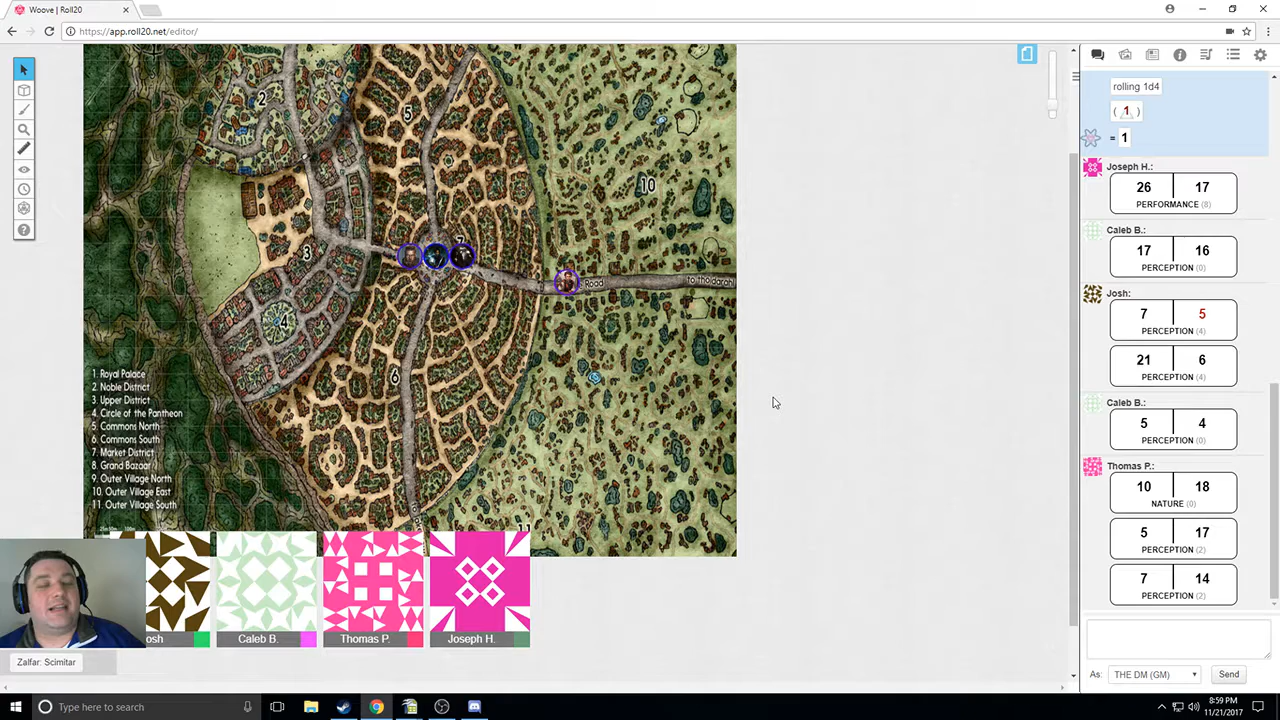 Woove | Roll20
https://app.roll20.net/editor/
rolling 1d4
( 1 )
= 1
Joseph H.:
26 17
PERFORMANCE (8)
Caleb B.:
17 16
PERCEPTION (0)
Josh:
7 5
PERCEPTION (4)
21 6
PERCEPTION (4)
Caleb B.:
5 4
PERCEPTION (0)
Thomas P.:
10 18
NATURE (0)
5 17
PERCEPTION (2)
7 14
PERCEPTION (2)
As: THE DM (GM) Send
2
5
10
3
7
Road
4
6
11
1. Royal Palace
2. Noble District
3. Upper District
4. Circle of the Pantheon
5. Commons North
6. Commons South
7. Market District
8. Grand Bazaar
9. Outer Village North
10. Outer Village East
11. Outer Village South
osh
Caleb B.
Thomas P.
Joseph H.
Zalfar: Scimitar
Type here to search
8:59 PM
11/21/2017